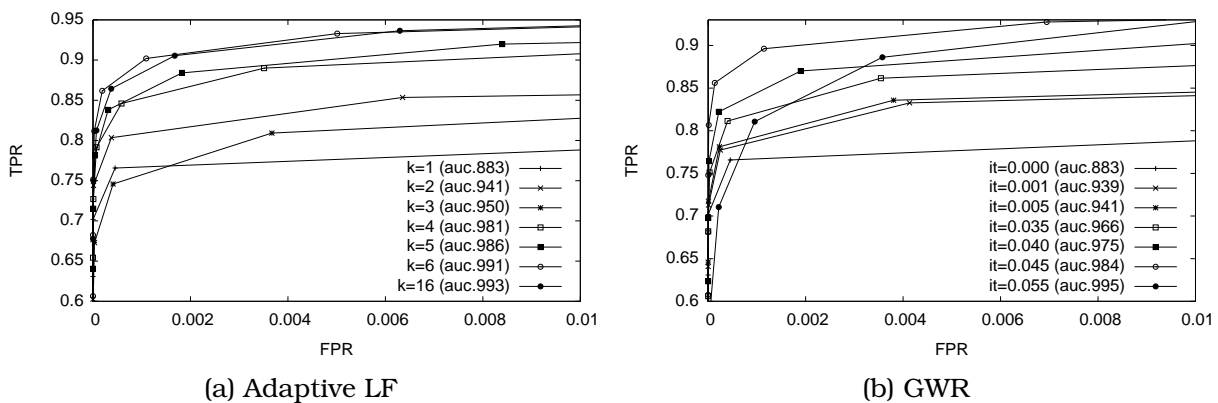 0.95
0.9
0.85
0.8
0.75
0.7
0.65
0.6
TPR
0
0.002
0.004
0.006
0.008
0.01
FPR
k=1 (auc.883)
k=2 (auc.941)
k=3 (auc.950)
k=4 (auc.981)
k=5 (auc.986)
k=6 (auc.991)
k=16 (auc.993)
(a) Adaptive LF
0.9
0.85
0.8
0.75
0.7
0.65
0.6
TPR
0
0.002
0.004
0.006
0.008
0.01
FPR
it=0.000 (auc.883)
it=0.001 (auc.939)
it=0.005 (auc.941)
it=0.035 (auc.966)
it=0.040 (auc.975)
it=0.045 (auc.984)
it=0.055 (auc.995)
(b) GWR